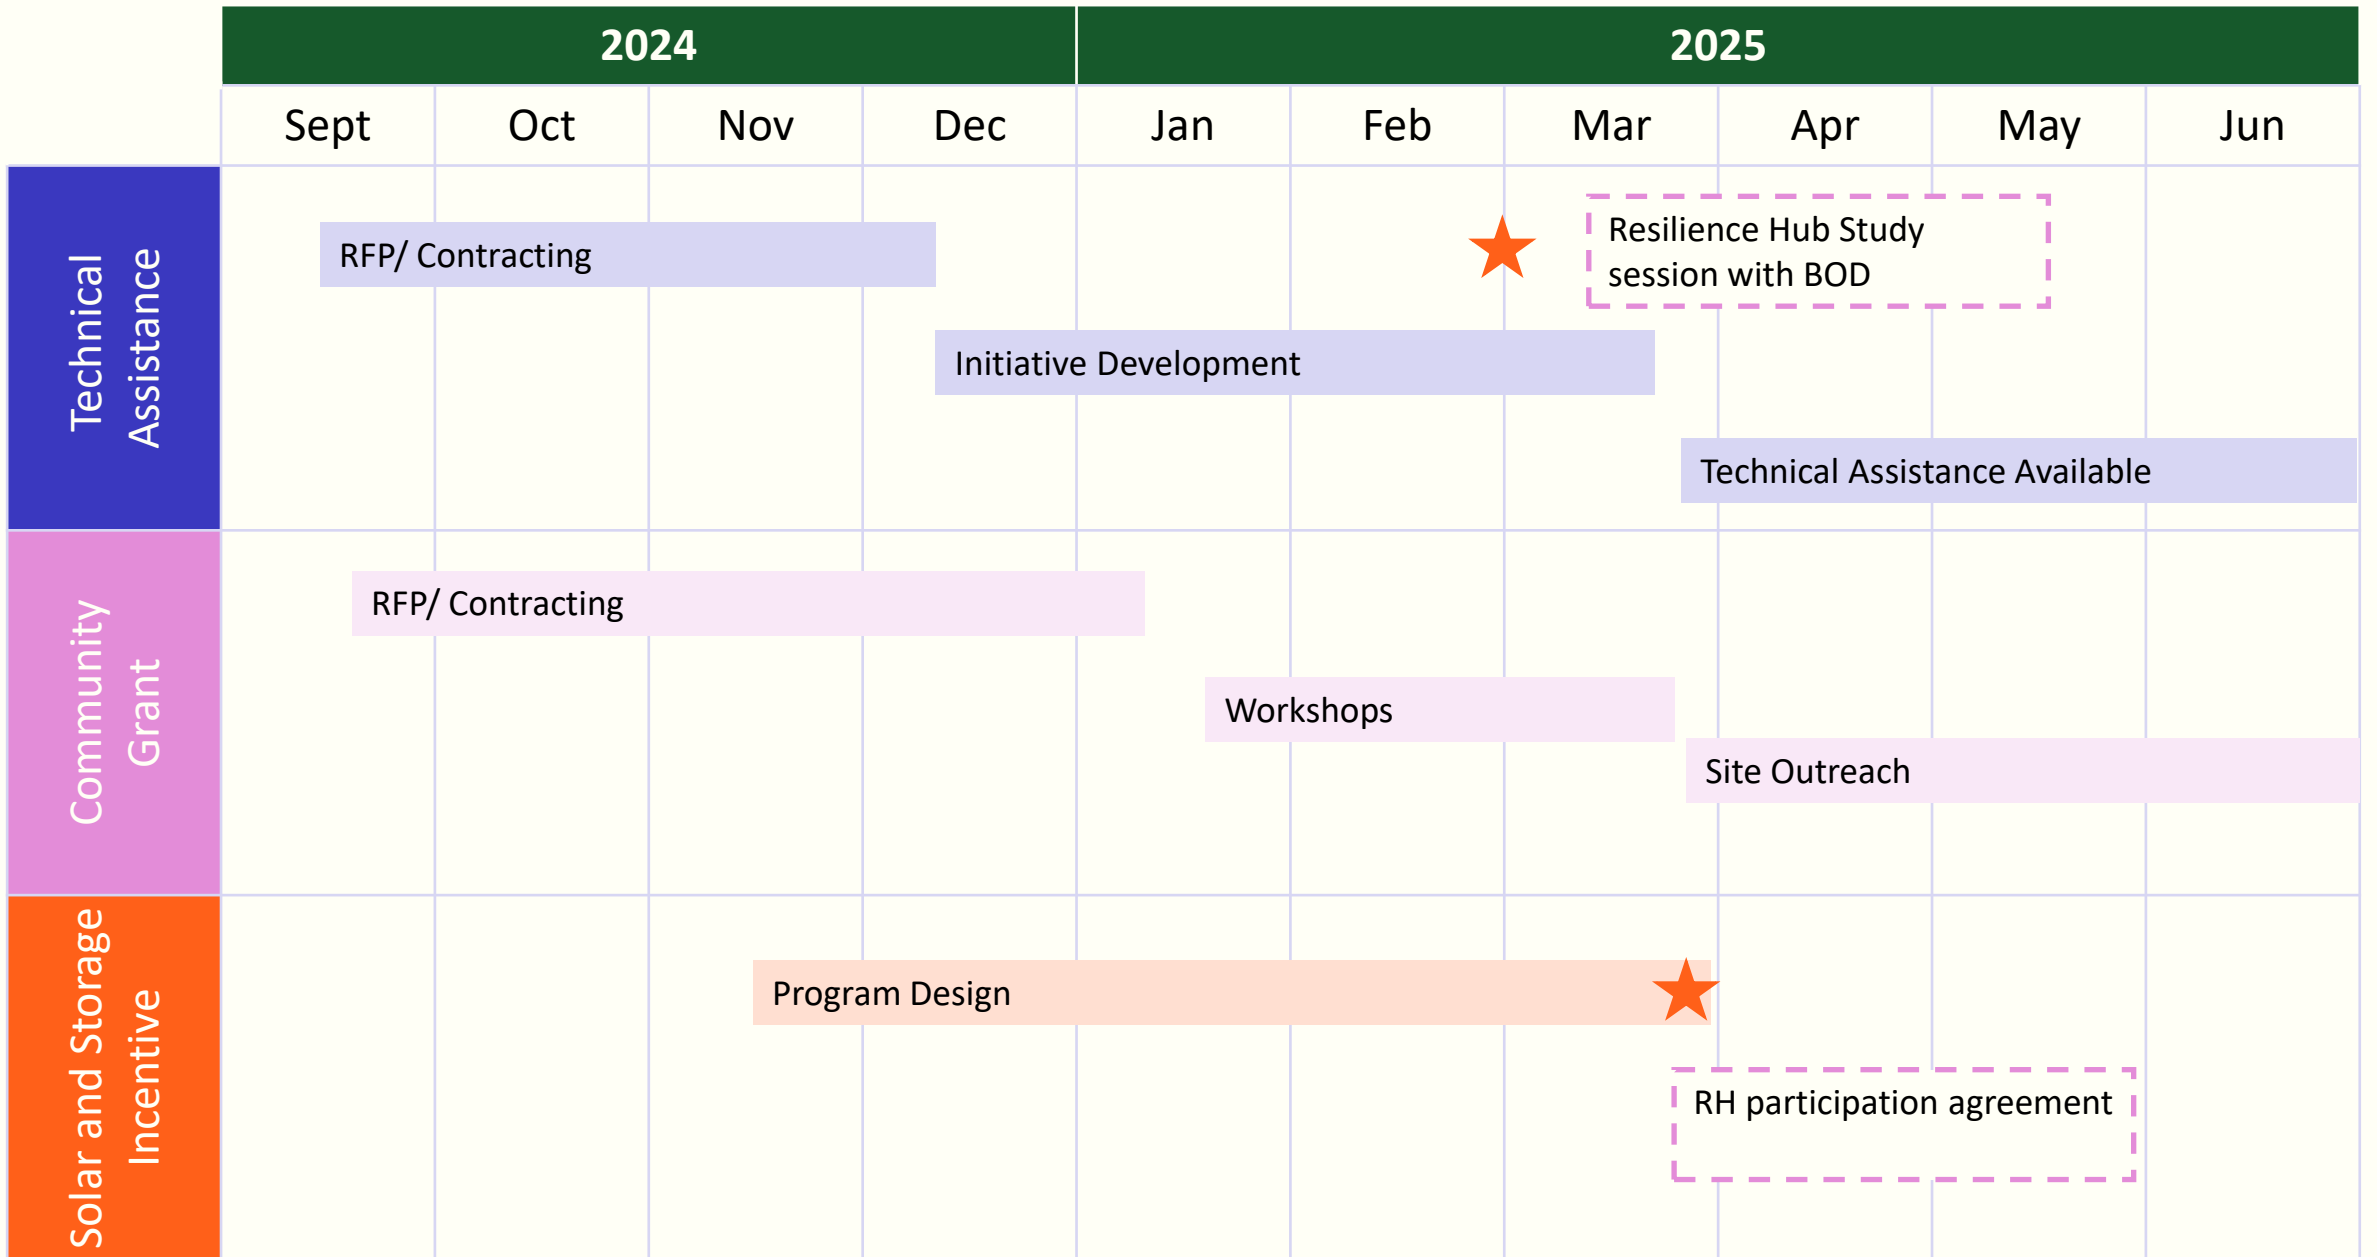 2024
2025
Sept
Oct
Nov
Dec
Jan
Feb
Mar
Apr
May
Jun
Technical
Assistance
RFP/ Contracting
Resilience Hub Study
session with BOD
Initiative Development
Technical Assistance Available
Community
Grant
RFP/ Contracting
Workshops
Site Outreach
Solar and Storage
Incentive
Program Design
RH participation agreement